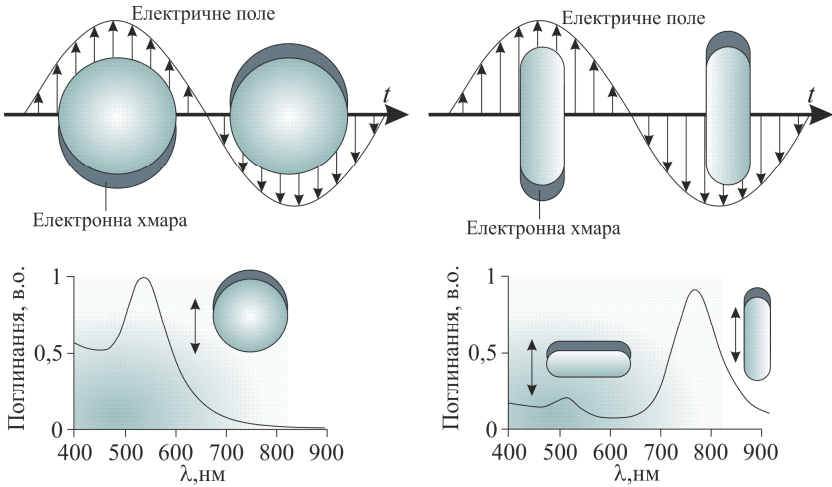 Електричне поле
t
Електронна хмара
Електричне поле
t
Електронна хмара
Поглинання, в.о.
1
0,5
0
400 500 600 700 800 900
λ,нм
Поглинання, в.о.
1
0,5
0
400 500 600 700 800 900
λ,нм